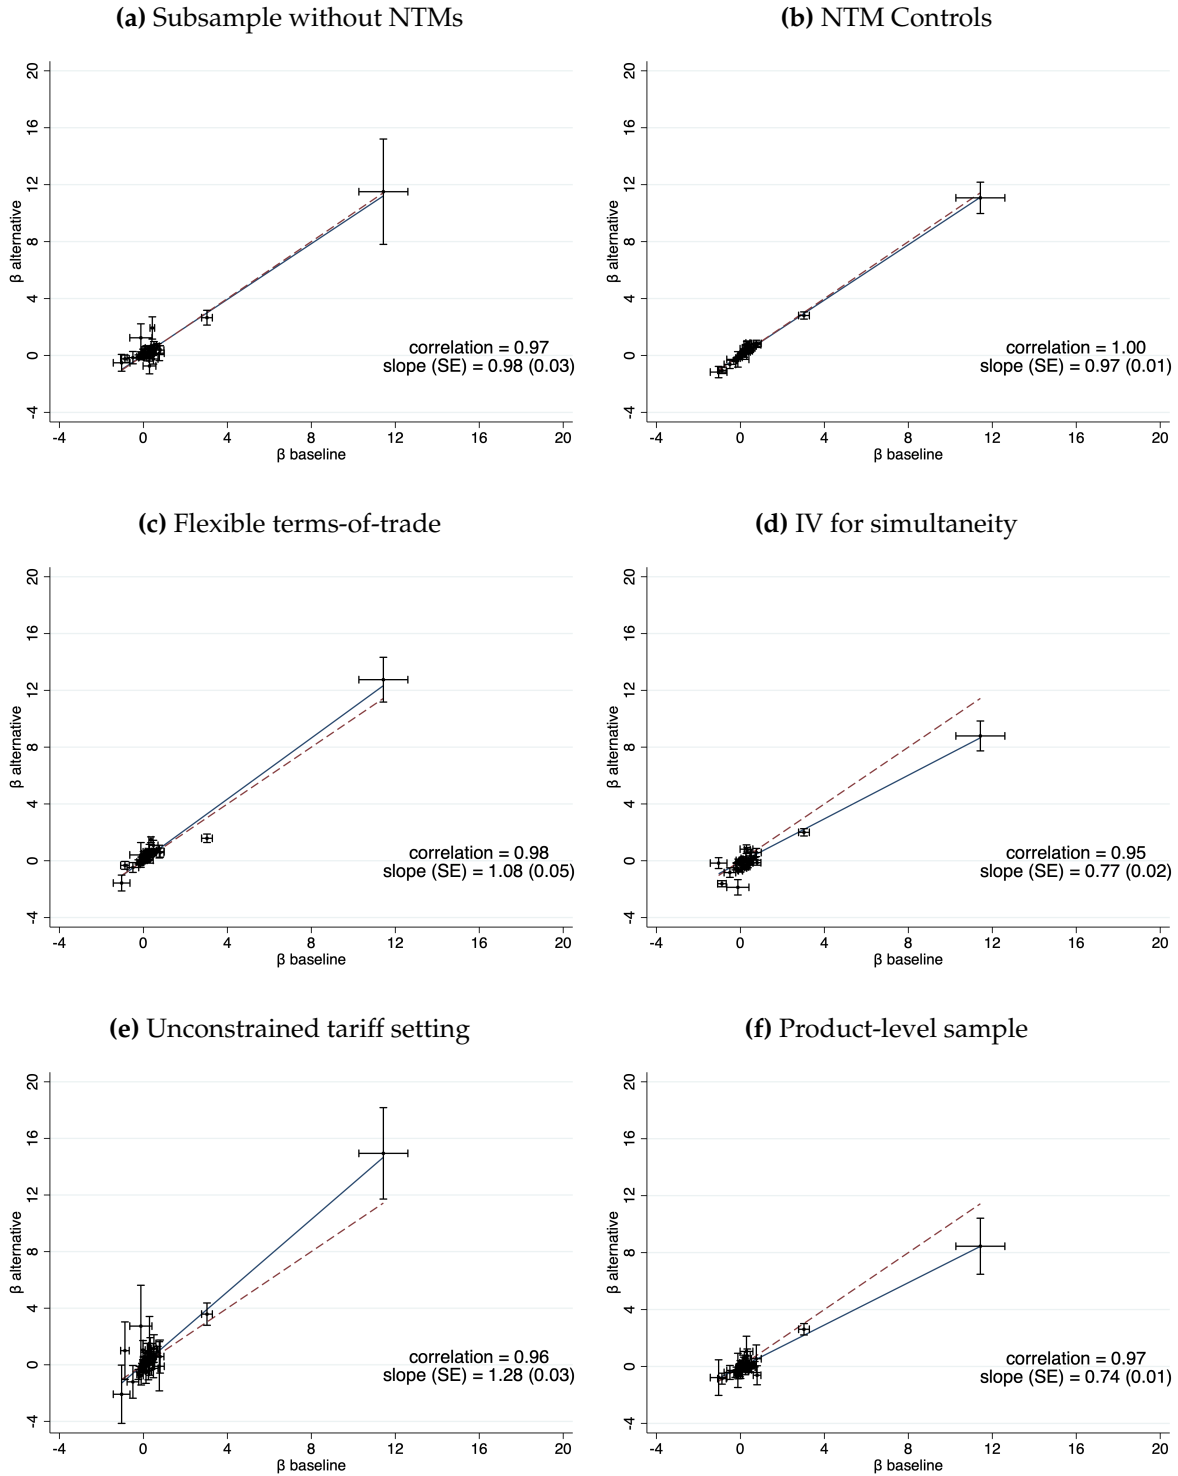 (a) Subsample without NTMs
20
16
12
8
4
0
-4
β alternative
correlation = 0.97
slope (SE) = 0.98 (0.03)
-4 0 4 8 12 16 20
β baseline
(b) NTM Controls
20
16
12
8
4
0
-4
β alternative
correlation = 1.00
slope (SE) = 0.97 (0.01)
-4 0 4 8 12 16 20
β baseline
(c) Flexible terms-of-trade
20
16
12
8
4
0
-4
β alternative
correlation = 0.98
slope (SE) = 1.08 (0.05)
-4 0 4 8 12 16 20
β baseline
(d) IV for simultaneity
20
16
12
8
4
0
-4
β alternative
correlation = 0.95
slope (SE) = 0.77 (0.02)
-4 0 4 8 12 16 20
β baseline
(e) Unconstrained tariff setting
20
16
12
8
4
0
-4
β alternative
correlation = 0.96
slope (SE) = 1.28 (0.03)
-4 0 4 8 12 16 20
β baseline
(f) Product-level sample
20
16
12
8
4
0
-4
β alternative
correlation = 0.97
slope (SE) = 0.74 (0.01)
-4 0 4 8 12 16 20
β baseline